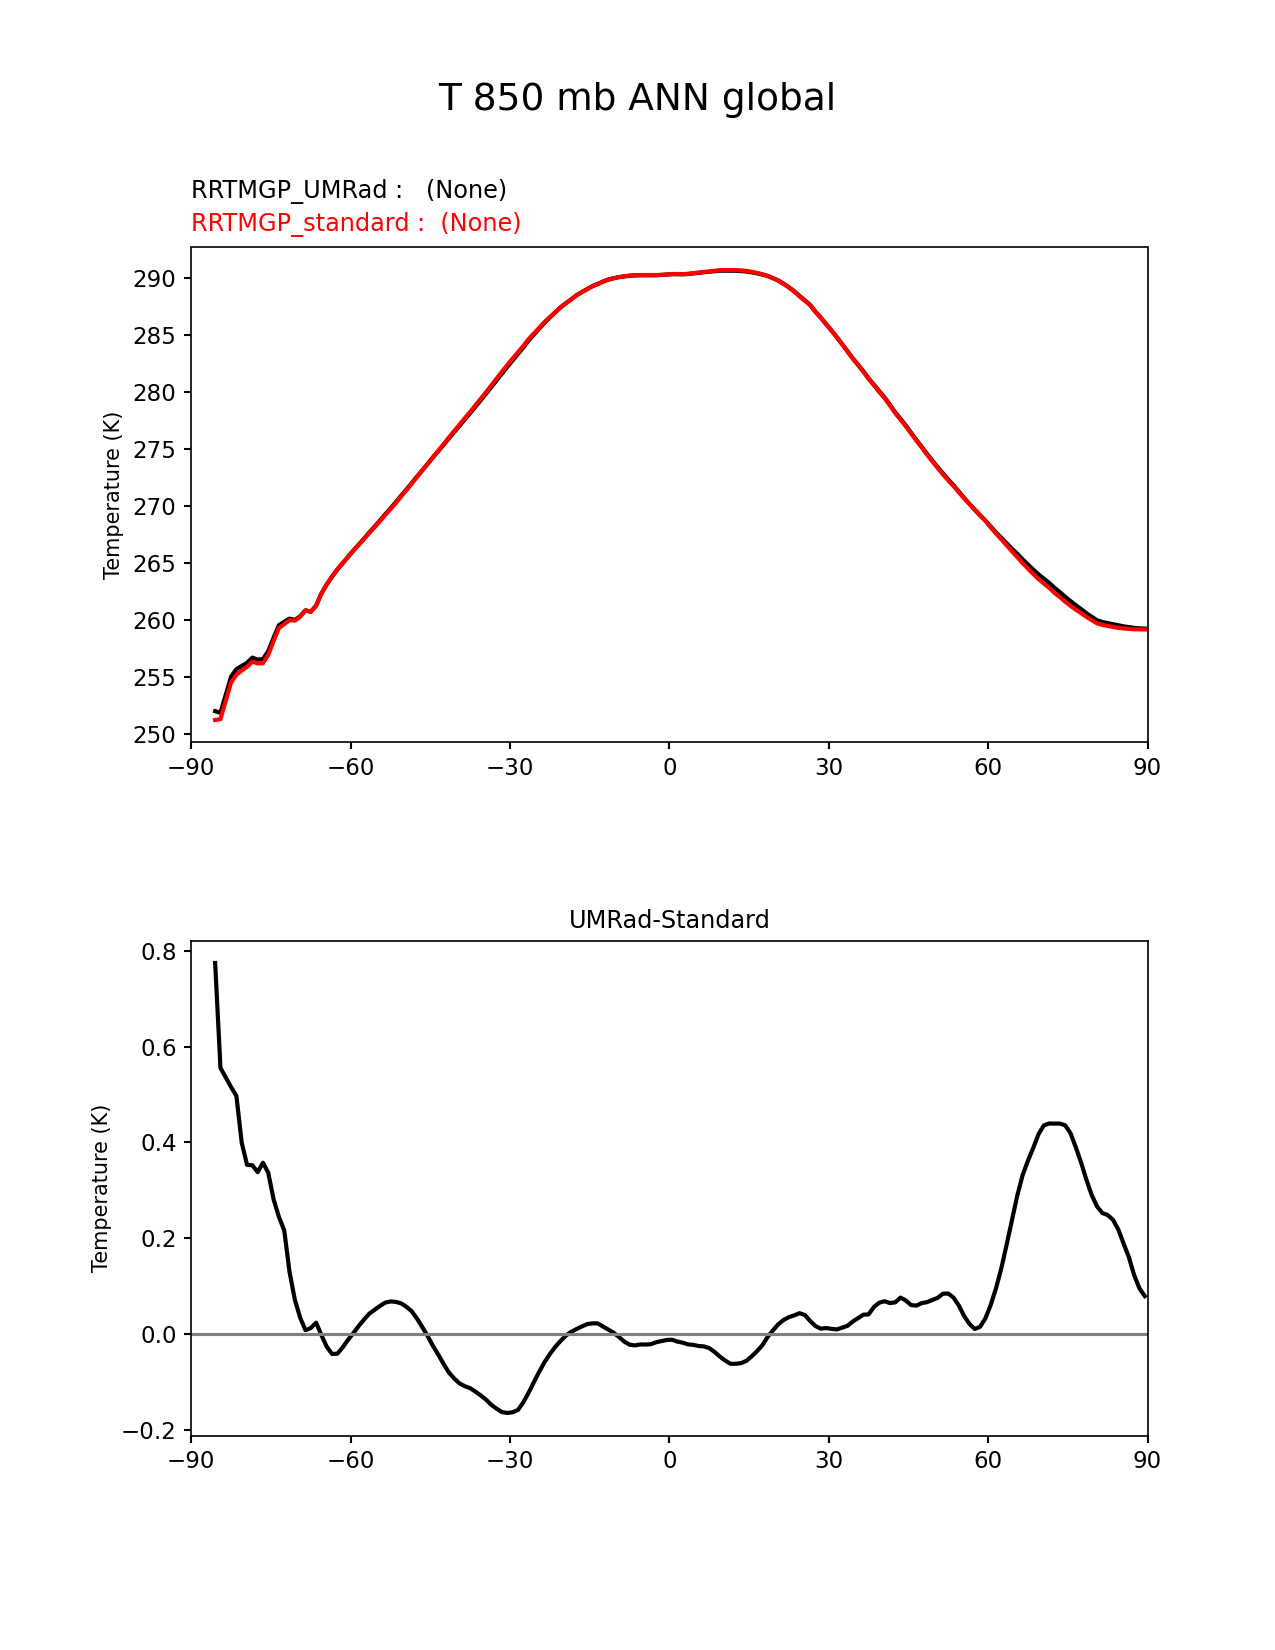 T 850 mb ANN global
RRTMGP_UMRad :   (None)
RRTMGP_standard :  (None)
Temperature (K)
290
285
280
275
270
265
260
255
250
−90 −60 −30 0 30 60 90
UMRad-Standard
Temperature (K)
0.8
0.6
0.4
0.2
0.0
−0.2
−90 −60 −30 0 30 60 90